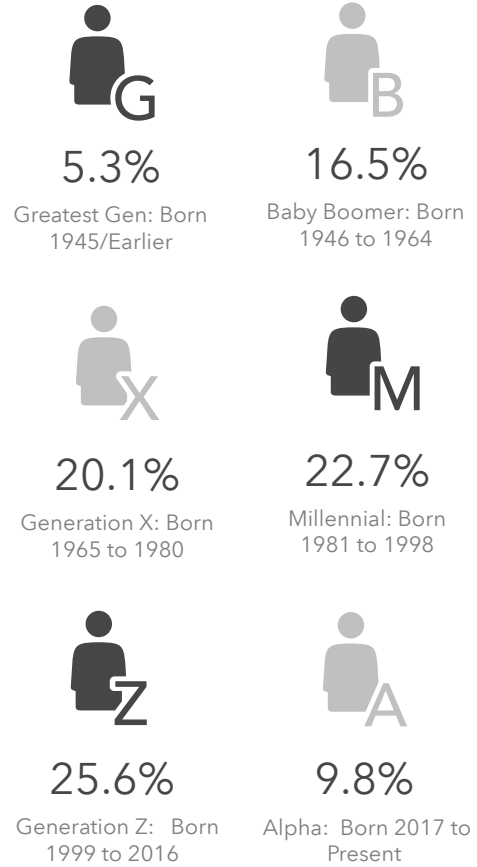 G
5.3%
Greatest Gen: Born
1945/Earlier
B
16.5%
Baby Boomer: Born
1946 to 1964
X
20.1%
Generation X: Born
1965 to 1980
M
22.7%
Millennial: Born
1981 to 1998
Z
25.6%
Generation Z:   Born
1999 to 2016
A
9.8%
Alpha:  Born 2017 to
Present